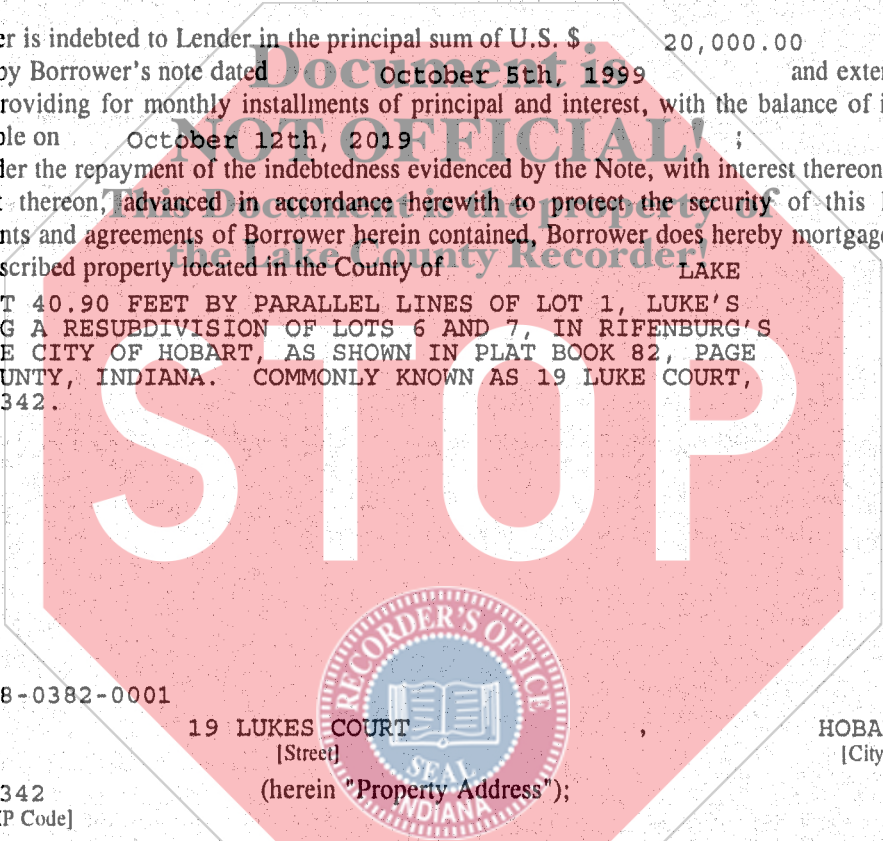 er is indebted to Lender in the principal sum of U.S. $ 20,000.00
by Borrower's note dated October 5th, 1999 and exter
roviding for monthly installments of principal and interest, with the balance of i
ble on October 12th, 2019 ;
der the repayment of the indebtedness evidenced by the Note, with interest thereon
t thereon, advanced in accordance herewith to protect the security of this
nts and agreements of Borrower herein contained, Borrower does hereby mortgage
scribed property located in the County of LAKE
Document is
NOT OFFICIAL!
This Document is the property of
the Lake County Recorder!
T 40.90 FEET BY PARALLEL LINES OF LOT 1, LUKE'S
G A RESUBDIVISION OF LOTS 6 AND 7, IN RIFENBURG'S
E CITY OF HOBART, AS SHOWN IN PLAT BOOK 82, PAGE
UNTY, INDIANA. COMMONLY KNOWN AS 19 LUKE COURT,
342.
STOP
RECORDER'S OFFICE
SEAL
INDIANA
8-0382-0001
19 LUKES COURT , HOBA
[Street] [City
342 (herein "Property Address");
P Code]